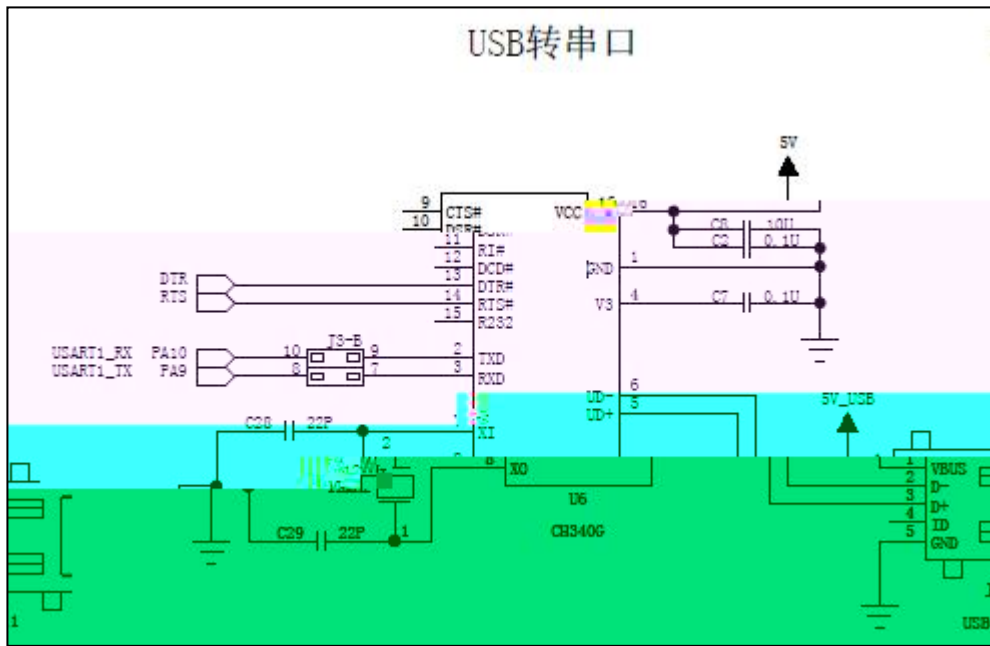 USB转串口
5V
9 CTS# VCC
10
C8 10U
11 C2 0.1U
12 RI#
13 DCD# GND 1
DTR DTR#
RTS 14 RTS# V3 4 C7 0.1U
15 R232
J3-B
USART1_RX PA10 10 9 2 TXD
USART1_TX PA9 8 7 3 RXD
6
UD- 5V_USB
5
UD+
C28 22P XI
2
8 XO 1 VBUS
U6 2 D-
3 D+
C29 22P 1 CH340G 4 ID
5 GND
1 USB